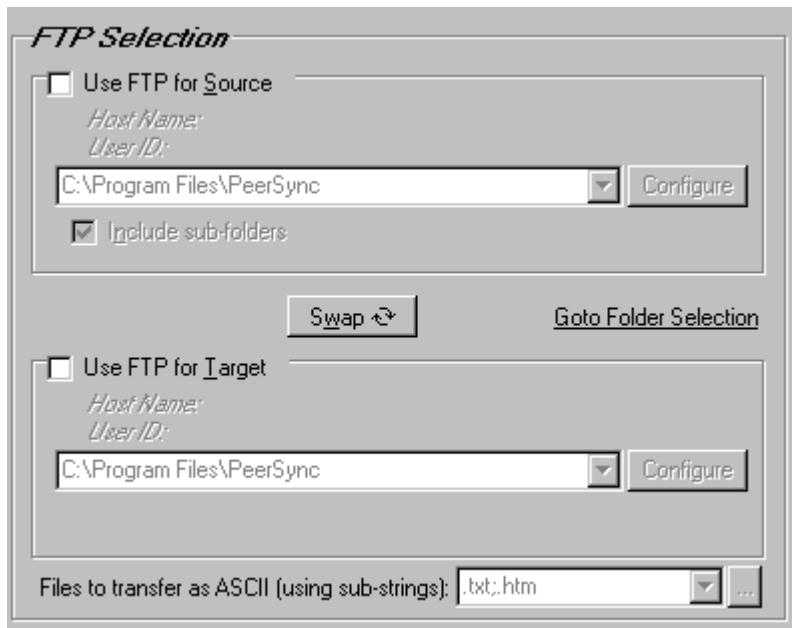 FTP Selection
Use FTP for Source
Host Name:
User ID:
C:\Program Files\PeerSync
Configure
Include sub-folders
Swap
Goto Folder Selection
Use FTP for Target
Host Name:
User ID:
C:\Program Files\PeerSync
Configure
Files to transfer as ASCII (using sub-strings):
.txt;.htm
...